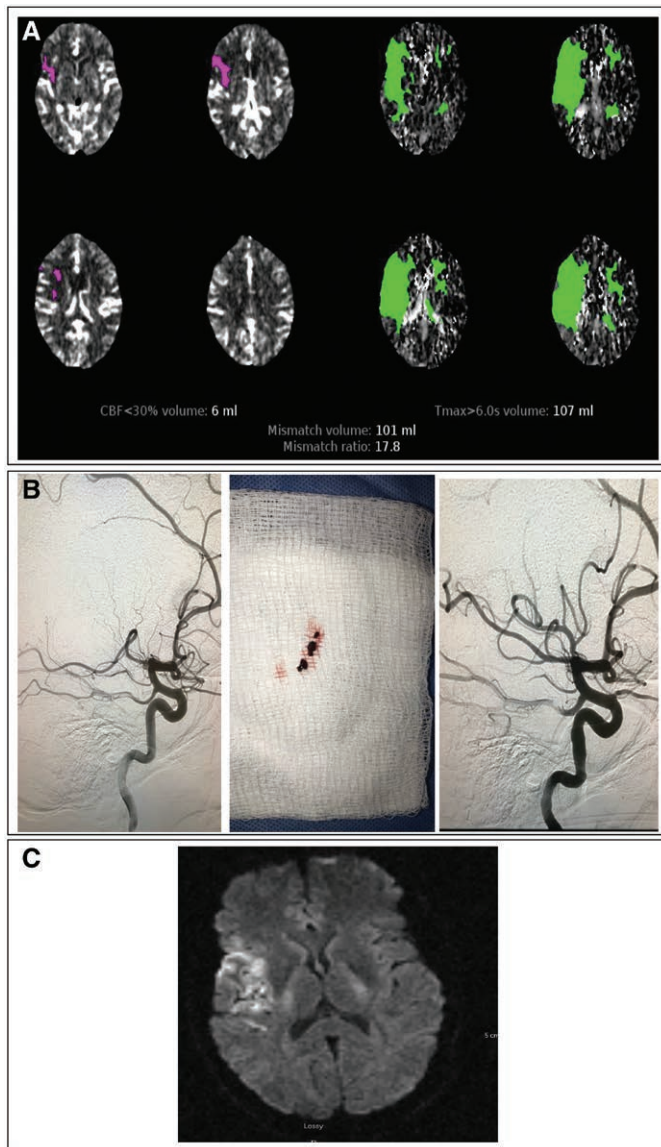 A
CBF<30% volume: 6 ml
Tmax>6.0s volume: 107 ml
Mismatch volume: 101 ml
Mismatch ratio: 17.8
B
C
5 cm
Lossy